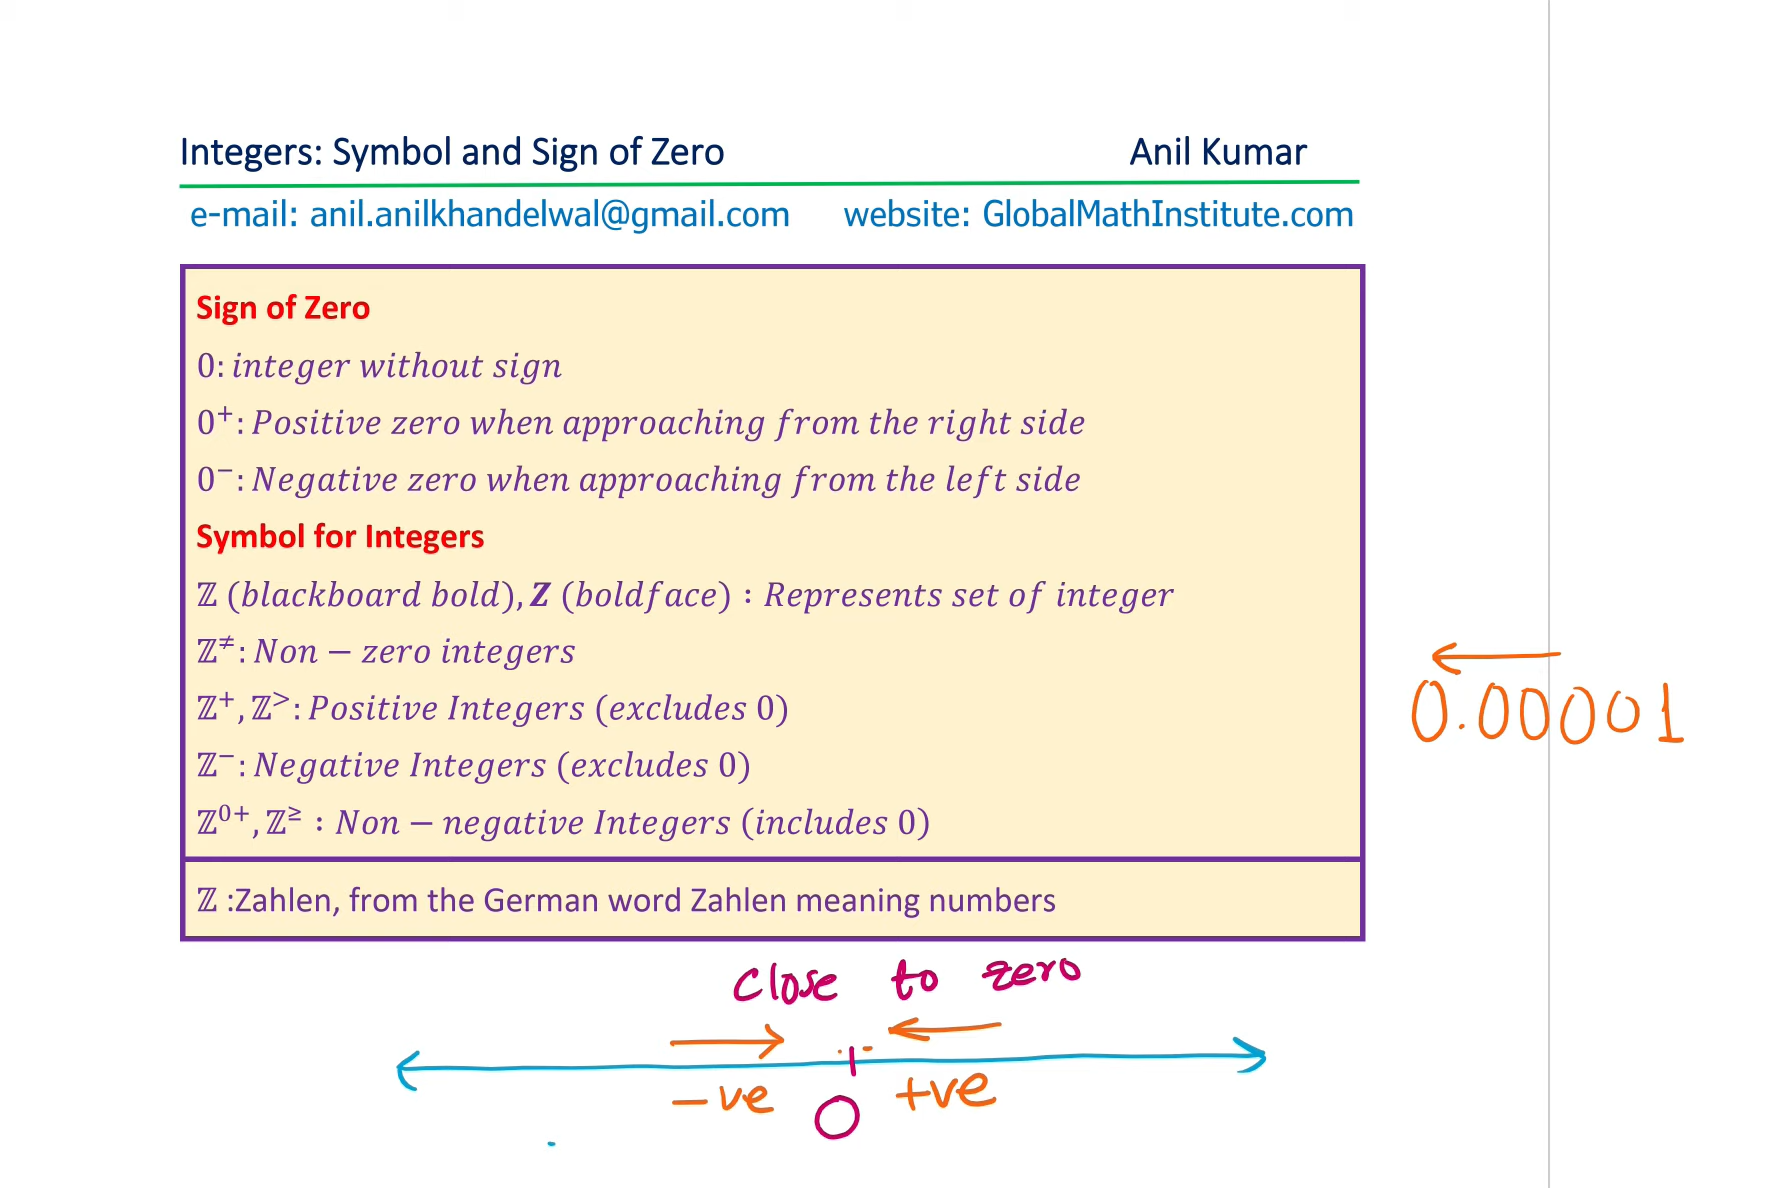 Integers: Symbol and Sign of Zero Anil Kumar
e-mail: anil.anilkhandelwal@gmail.com website: GlobalMathInstitute.com
Sign of Zero
0: integer without sign
0⁺: Positive zero when approaching from the right side
0⁻: Negative zero when approaching from the left side
Symbol for Integers
ℤ (blackboard bold), 𝒁 (boldface) : Represents set of integer
ℤ^≠: Non − zero integers
ℤ⁺, ℤ^>: Positive Integers (excludes 0)
ℤ⁻: Negative Integers (excludes 0)
ℤ⁰⁺, ℤ^≥ : Non − negative Integers (includes 0)
ℤ :Zahlen, from the German word Zahlen meaning numbers
0.00001
Close to zero
−ve 0 +ve